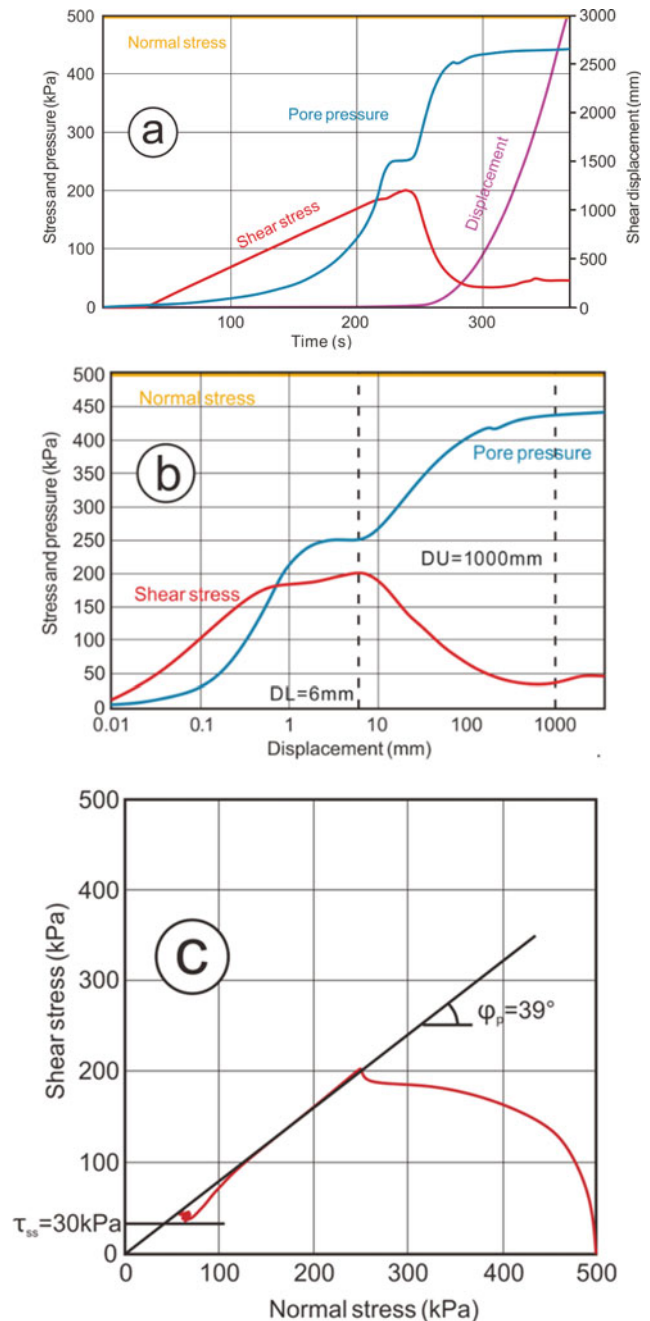 500
400
300
200
100
0
Stress and pressure (kPa)
Normal stress
a
Pore pressure
Shear stress
Displacement
3000
2500
2000
1500
1000
500
0
Shear displacement (mm)
100 200 300
Time (s)
500
450
400
350
300
250
200
150
100
50
0
Stress and pressure (kPa)
Normal stress
b
Pore pressure
DU=1000mm
Shear stress
DL=6mm
0.01 0.1 1 10 100 1000
Displacement (mm)
500
400
300
200
100
0
Shear stress (kPa)
C
φp=39°
τss=30kPa
0 100 200 300 400 500
Normal stress (kPa)